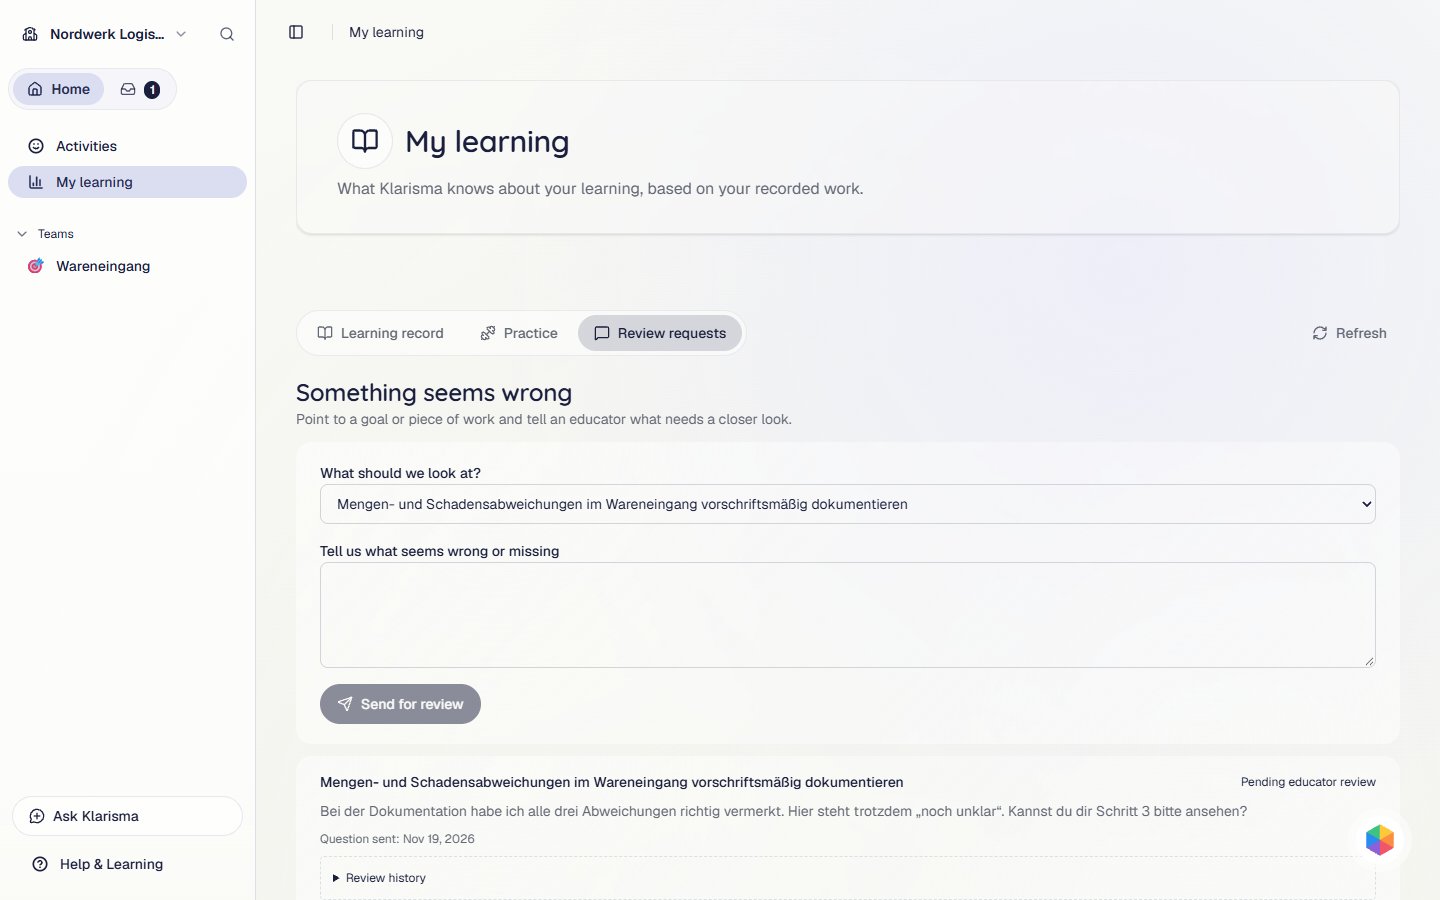 Nordwerk Logis...
Home
1
Activities
My learning
Teams
Wareneingang
Ask Klarisma
Help & Learning
My learning
My learning
What Klarisma knows about your learning, based on your recorded work.
Learning record
Practice
Review requests
Refresh
Something seems wrong
Point to a goal or piece of work and tell an educator what needs a closer look.
What should we look at?
Mengen- und Schadensabweichungen im Wareneingang vorschriftsmäßig dokumentieren
Tell us what seems wrong or missing
Send for review
Mengen- und Schadensabweichungen im Wareneingang vorschriftsmäßig dokumentieren
Pending educator review
Bei der Dokumentation habe ich alle drei Abweichungen richtig vermerkt. Hier steht trotzdem „noch unklar“. Kannst du dir Schritt 3 bitte ansehen?
Question sent: Nov 19, 2026
Review history